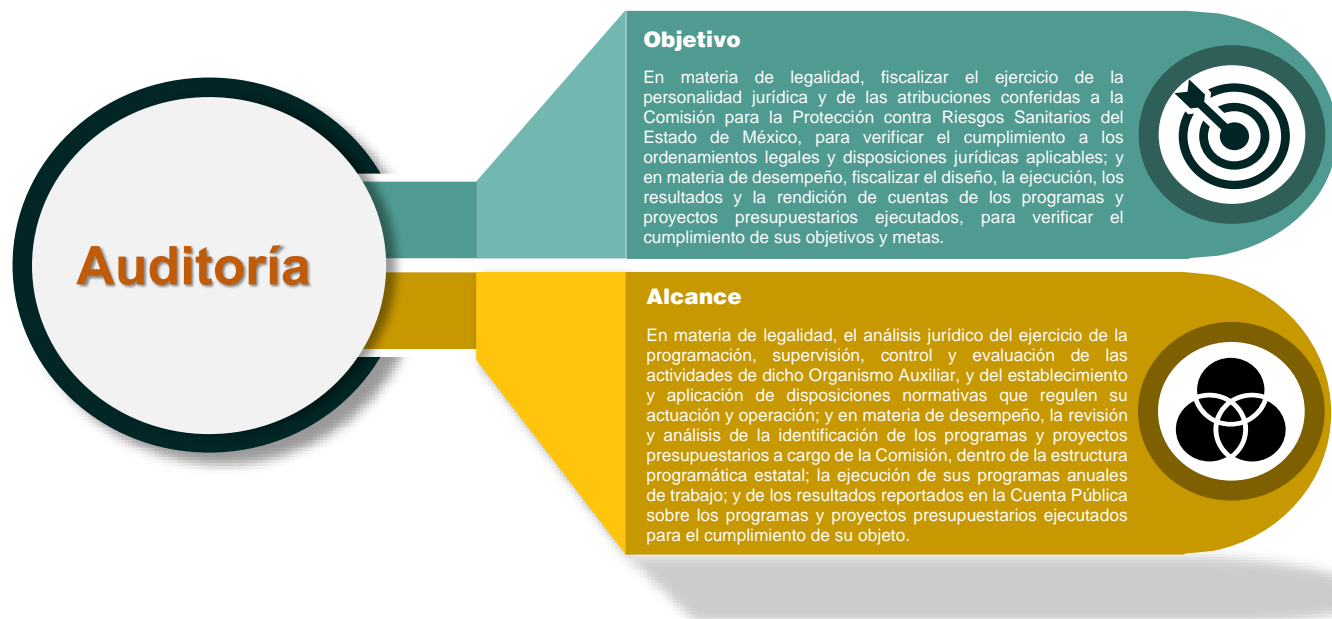 Auditoría
Objetivo
En materia de legalidad, fiscalizar el ejercicio de la
personalidad jurídica y de las atribuciones conferidas a la
Comisión para la Protección contra Riesgos Sanitarios del
Estado de México, para verificar el cumplimiento a los
ordenamientos legales y disposiciones jurídicas aplicables; y
en materia de desempeño, fiscalizar el diseño, la ejecución, los
resultados y la rendición de cuentas de los programas y
proyectos presupuestarios ejecutados, para verificar el
cumplimiento de sus objetivos y metas.
Alcance
En materia de legalidad, el análisis jurídico del ejercicio de la
programación, supervisión, control y evaluación de las
actividades de dicho Organismo Auxiliar, y del establecimiento
y aplicación de disposiciones normativas que regulen su
actuación y operación; y en materia de desempeño, la revisión
y análisis de la identificación de los programas y proyectos
presupuestarios a cargo de la Comisión, dentro de la estructura
programática estatal; la ejecución de sus programas anuales
de trabajo; y de los resultados reportados en la Cuenta Pública
sobre los programas y proyectos presupuestarios ejecutados
para el cumplimiento de su objeto.